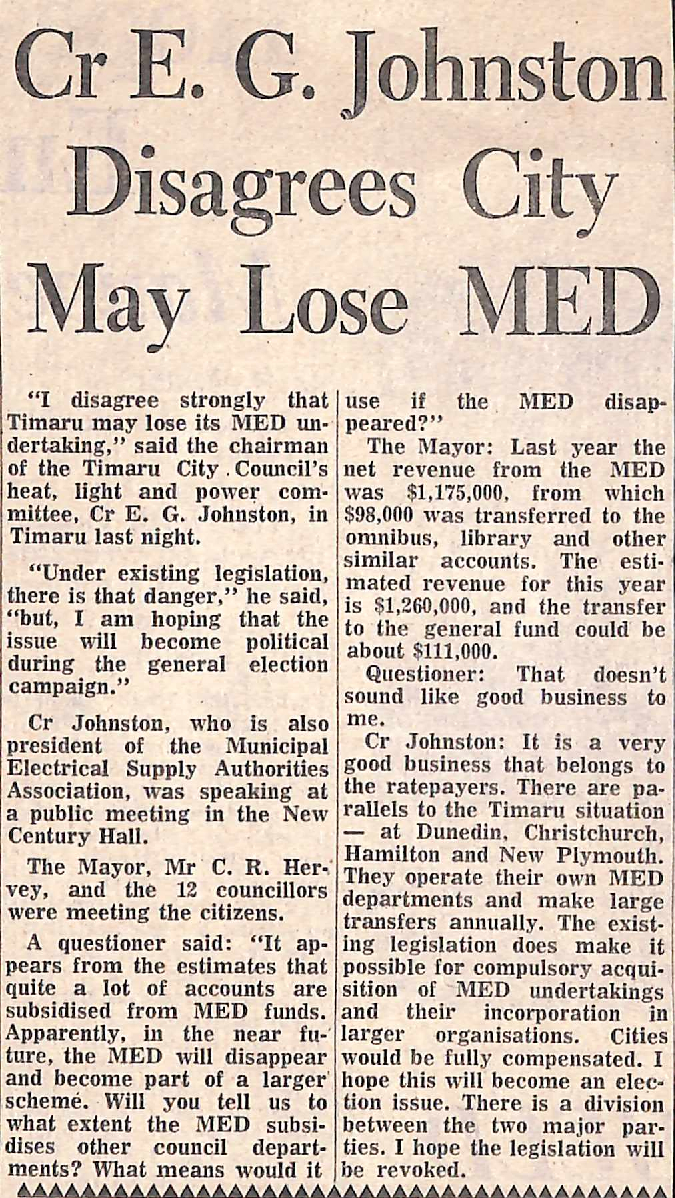 Cr E. G. Johnston
Disagrees City
May Lose MED
"I disagree strongly that
Timaru may lose its MED un-
dertaking," said the chairman
of the Timaru City Council's
heat, light and power com-
mittee, Cr E. G. Johnston, in
Timaru last night.
"Under existing legislation,
there is that danger," he said,
"but, I am hoping that the
issue will become political
during the general election
campaign."
Cr Johnston, who is also
president of the Municipal
Electrical Supply Authorities
Association, was speaking at
a public meeting in the New
Century Hall.
The Mayor, Mr C. R. Her-
vey, and the 12 councillors
were meeting the citizens.
A questioner said: "It ap-
pears from the estimates that
quite a lot of accounts are
subsidised from MED funds.
Apparently, in the near fu-
ture, the MED will disappear
and become part of a larger
scheme. Will you tell us to
what extent the MED subsi-
dises other council depart-
ments? What means would it
use if the MED disap-
peared?"
The Mayor: Last year the
net revenue from the MED
was $1,175,000, from which
$98,000 was transferred to the
omnibus, library and other
similar accounts. The esti-
mated revenue for this year
is $1,260,000, and the transfer
to the general fund could be
about $111,000.
Questioner: That doesn't
sound like good business to
me.
Cr Johnston: It is a very
good business that belongs to
the ratepayers. There are pa-
rallels to the Timaru situation
— at Dunedin, Christchurch,
Hamilton and New Plymouth.
They operate their own MED
departments and make large
transfers annually. The exist-
ing legislation does make it
possible for compulsory acqui-
sition of MED undertakings
and their incorporation in
larger organisations. Cities
would be fully compensated. I
hope this will become an elec-
tion issue. There is a division
between the two major par-
ties. I hope the legislation will
be revoked.